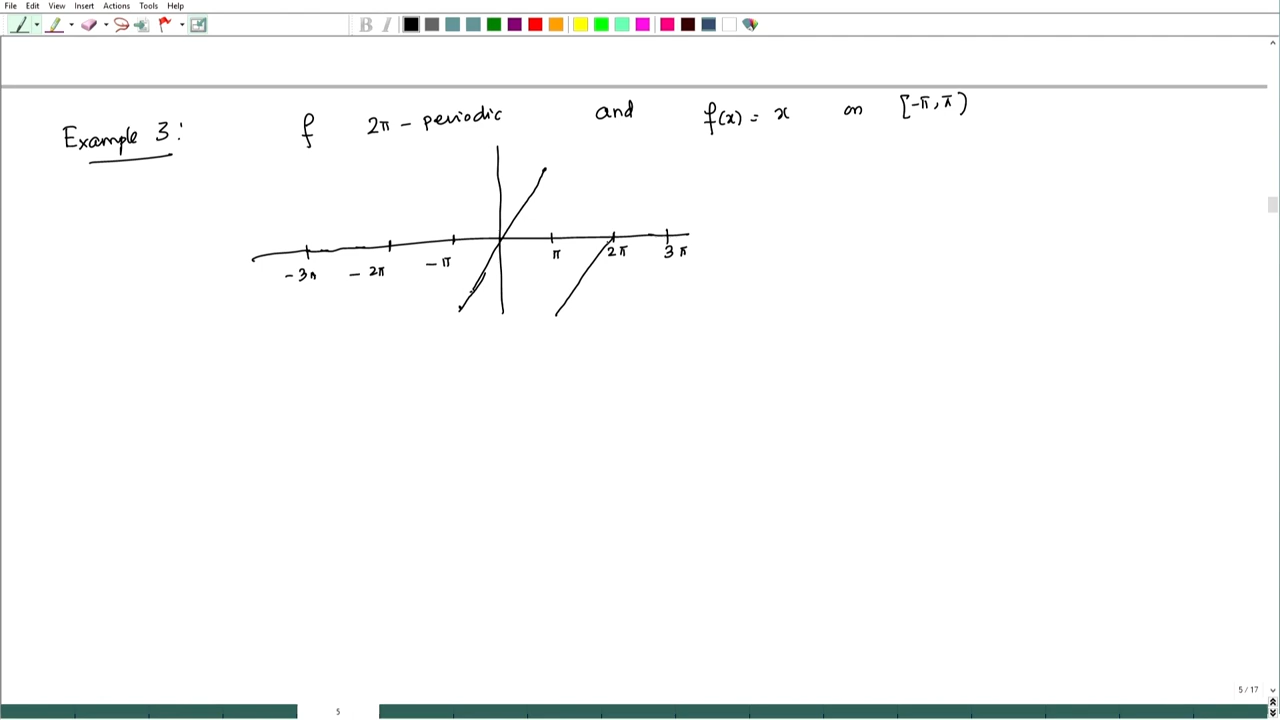 File Edit View Insert Actions Tools Help
B I
Example 3: f 2π - periodic and f(x) = x on [-π, π)
-3π -2π -π π 2π 3π
5 / 17
5